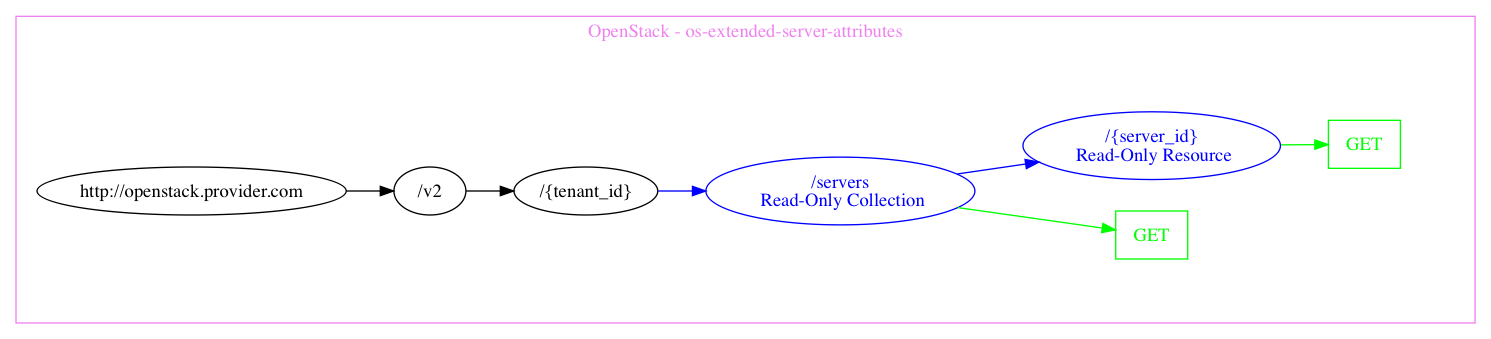 OpenStack - os-extended-server-attributes
http://openstack.provider.com
/v2
/{tenant_id}
/servers
Read-Only Collection
/{server_id}
Read-Only Resource
GET
GET